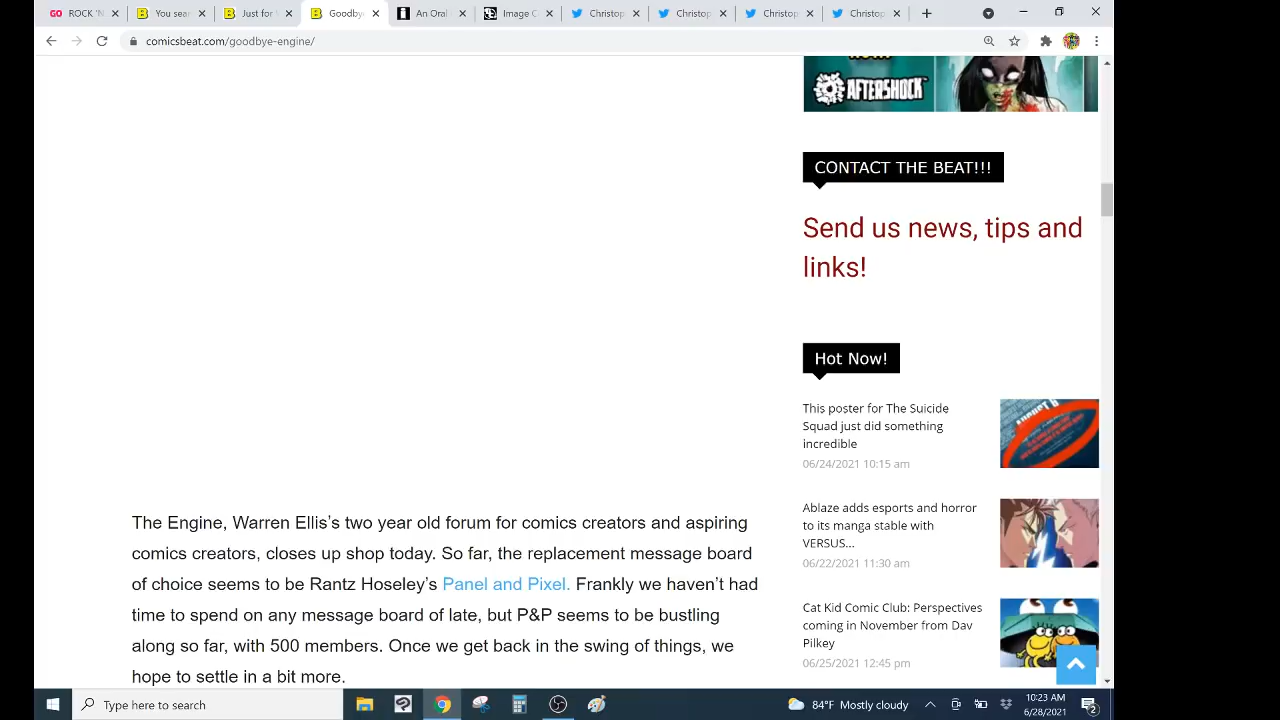 GO ROCK 'N
You sear
Just for
Goodby
An Oral
Image C
Christop
Christop
Christop
Christop
comicsbeat.com/goodbye-engine/
AFTERSHOCK
CONTACT THE BEAT!!!
Send us news, tips and
links!
Hot Now!
This poster for The Suicide
Squad just did something
incredible
06/24/2021 10:15 am
AUGUST 6
Ablaze adds esports and horror
to its manga stable with
VERSUS...
06/22/2021 11:30 am
Cat Kid Comic Club: Perspectives
coming in November from Dav
Pilkey
06/25/2021 12:45 pm
The Engine, Warren Ellis’s two year old forum for comics creators and aspiring
comics creators, closes up shop today. So far, the replacement message board
of choice seems to be Rantz Hoseley’s Panel and Pixel. Frankly we haven’t had
time to spend on any message board of late, but P&P seems to be bustling
along so far, with 500 members. Once we get back in the swing of things, we
hope to settle in a bit more.
Type here to search
84°F Mostly cloudy
10:23 AM
6/28/2021
2